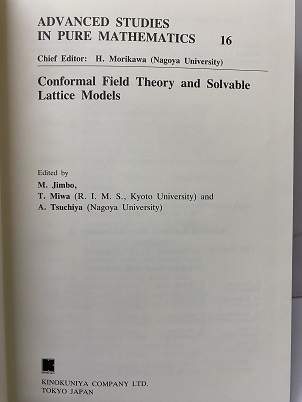 ADVANCED STUDIES
IN PURE MATHEMATICS 16
Chief Editor: H. Morikawa (Nagoya University)
Conformal Field Theory and Solvable
Lattice Models
Edited by
M. Jimbo,
T. Miwa (R. I. M. S., Kyoto University) and
A. Tsuchiya (Nagoya University)
KINOKUNIYA COMPANY LTD.
TOKYO JAPAN